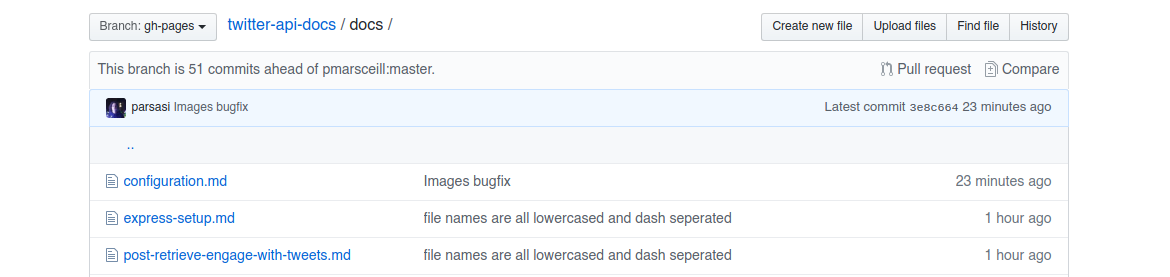 Branch: gh-pages twitter-api-docs / docs / Create new file Upload files Find file History
This branch is 51 commits ahead of pmarsceill:master. Pull request Compare
parsasi Images bugfix Latest commit 3e8c664 23 minutes ago
..
configuration.md Images bugfix 23 minutes ago
express-setup.md file names are all lowercased and dash seperated 1 hour ago
post-retrieve-engage-with-tweets.md file names are all lowercased and dash seperated 1 hour ago